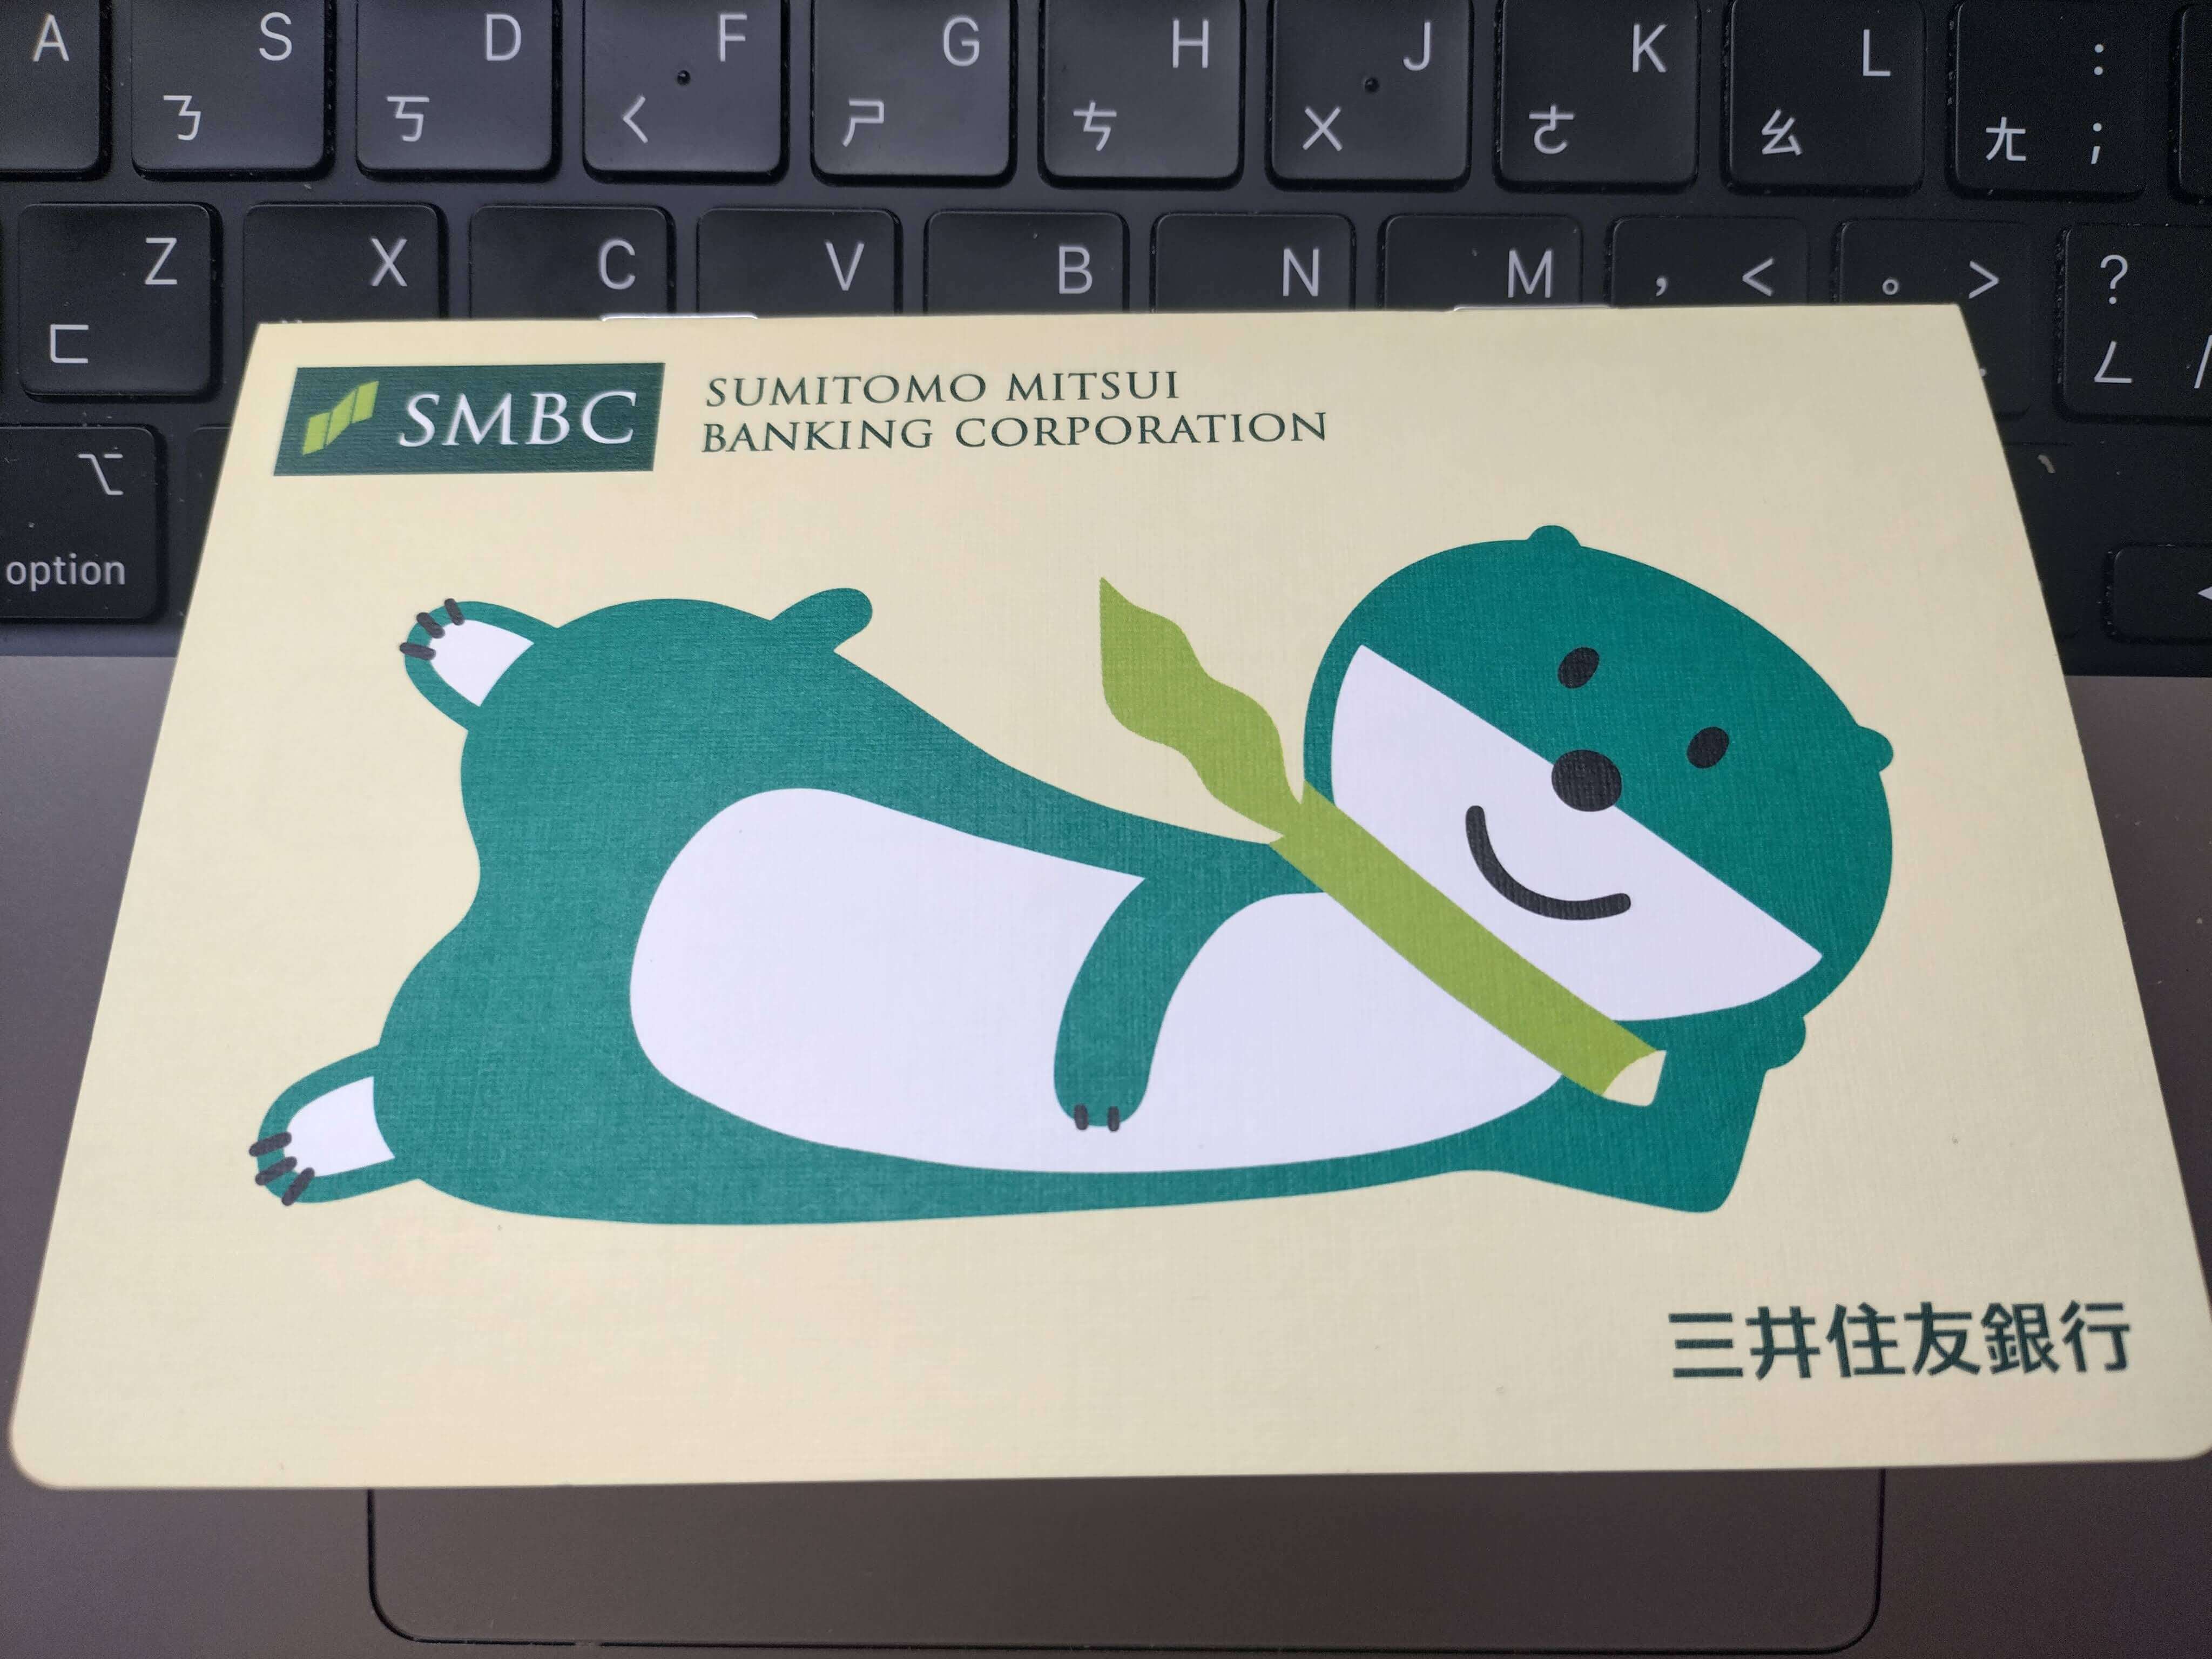 A S D F G H J K L :
ㄋ ㄎ ㄑ ㄕ ㄘ ㄨ ㄜ ㄠ ㄤ ;
Z X C V B N M , < 。 > ?
ㄈ ㄥ /
option
SMBC
SUMITOMO MITSUI
BANKING CORPORATION
三井住友銀行